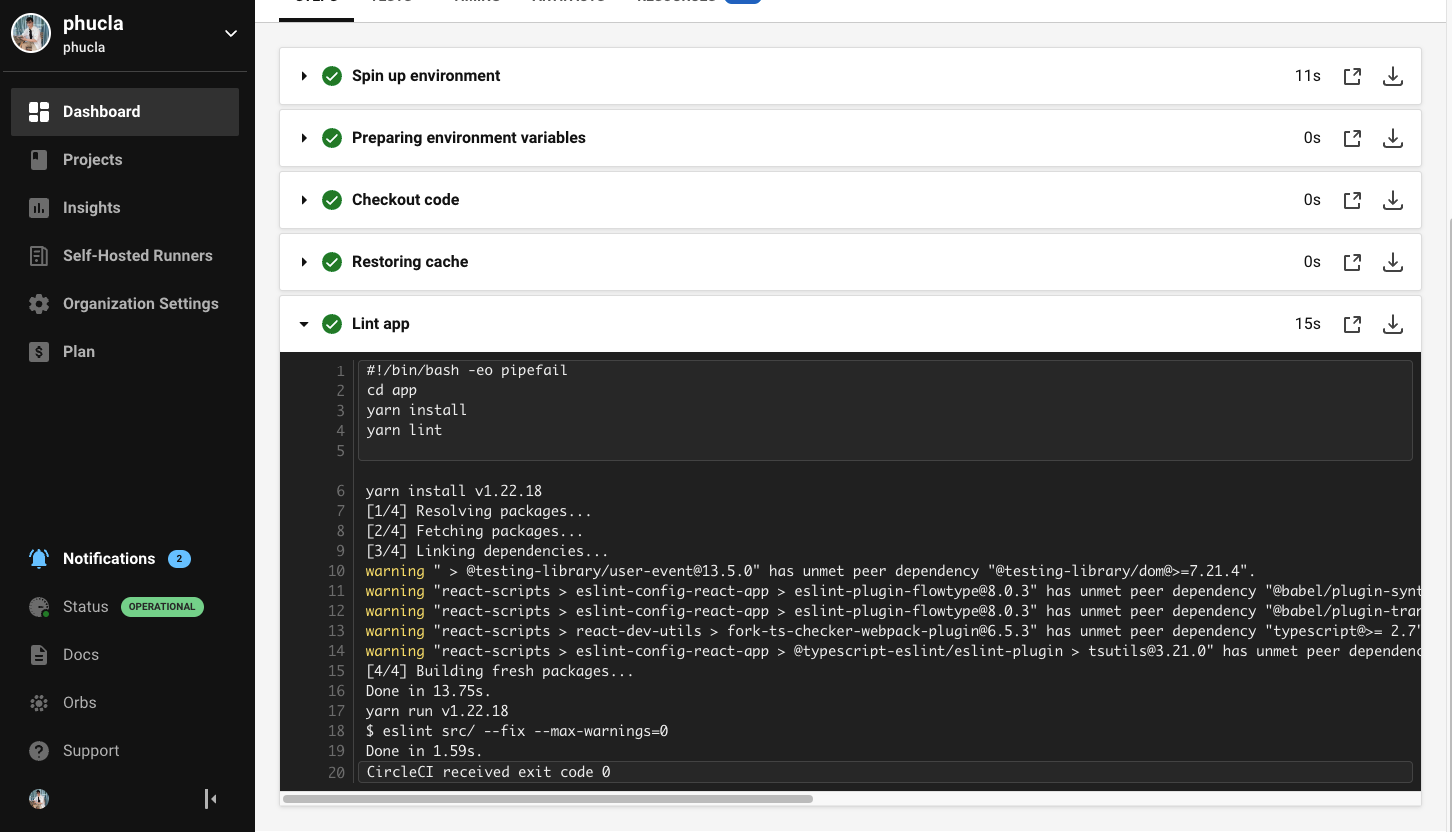 phucla
phucla
Dashboard
Projects
Insights
Self-Hosted Runners
Organization Settings
Plan
Notifications 2
Status OPERATIONAL
Docs
Orbs
Support
Spin up environment 11s
Preparing environment variables 0s
Checkout code 0s
Restoring cache 0s
Lint app 15s
1 #!/bin/bash -eo pipefail
2 cd app
3 yarn install
4 yarn lint
5
6 yarn install v1.22.18
7 [1/4] Resolving packages...
8 [2/4] Fetching packages...
9 [3/4] Linking dependencies...
10 warning " > @testing-library/user-event@13.5.0" has unmet peer dependency "@testing-library/dom@>=7.21.4".
11 warning "react-scripts > eslint-config-react-app > eslint-plugin-flowtype@8.0.3" has unmet peer dependency "@babel/plugin-synt
12 warning "react-scripts > eslint-config-react-app > eslint-plugin-flowtype@8.0.3" has unmet peer dependency "@babel/plugin-tran
13 warning "react-scripts > react-dev-utils > fork-ts-checker-webpack-plugin@6.5.3" has unmet peer dependency "typescript@>= 2.7"
14 warning "react-scripts > eslint-config-react-app > @typescript-eslint/eslint-plugin > tsutils@3.21.0" has unmet peer dependenc
15 [4/4] Building fresh packages...
16 Done in 13.75s.
17 yarn run v1.22.18
18 $ eslint src/ --fix --max-warnings=0
19 Done in 1.59s.
20 CircleCI received exit code 0